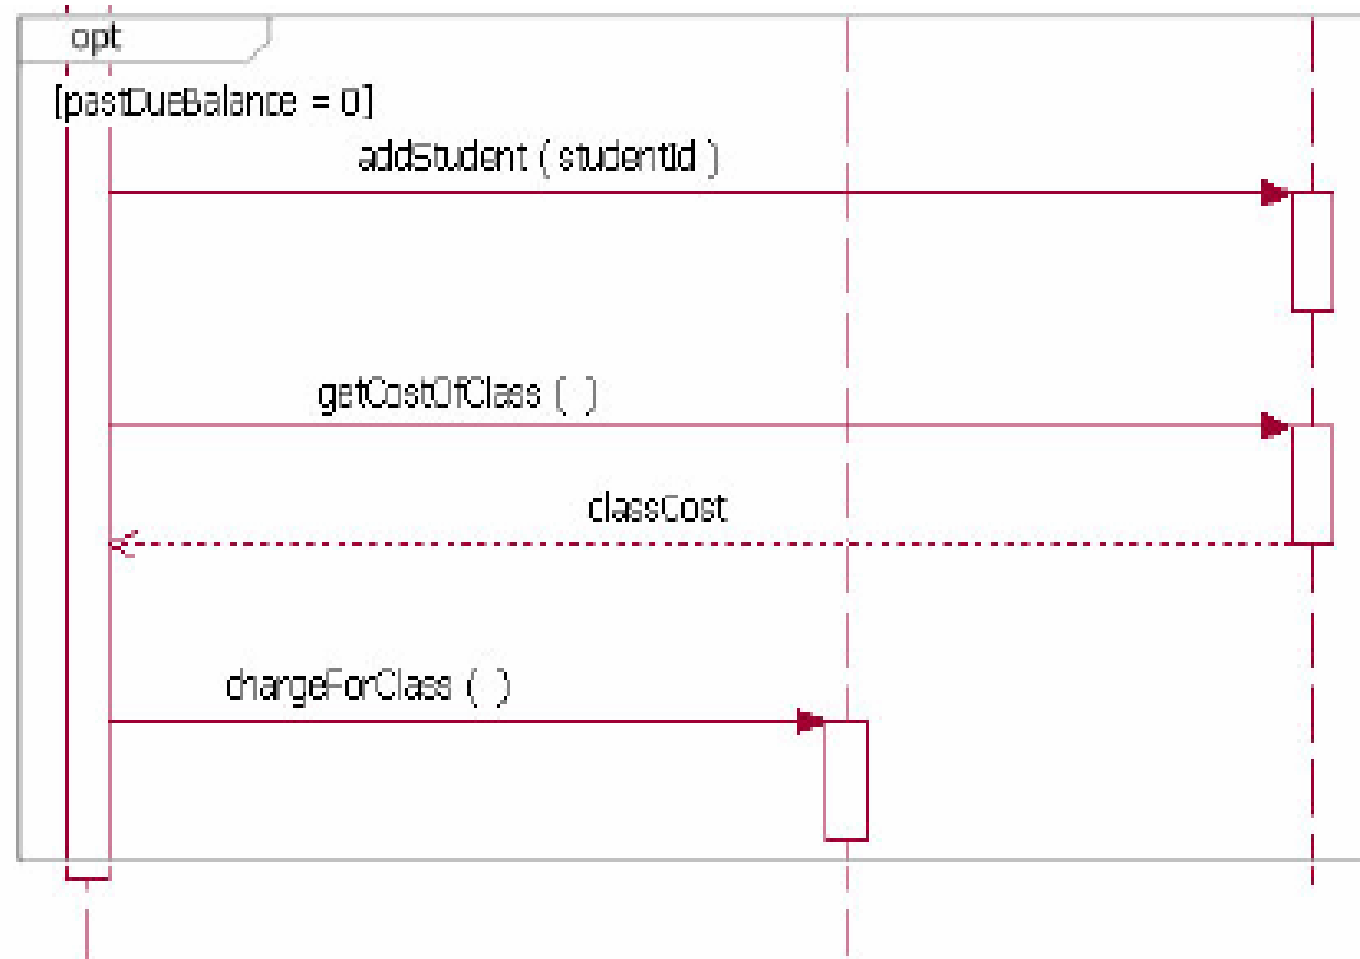 opt
[pastDueBalance = 0]
addStudent ( studentId )
getCostOfClass ( )
classCost
chargeForClass ( )